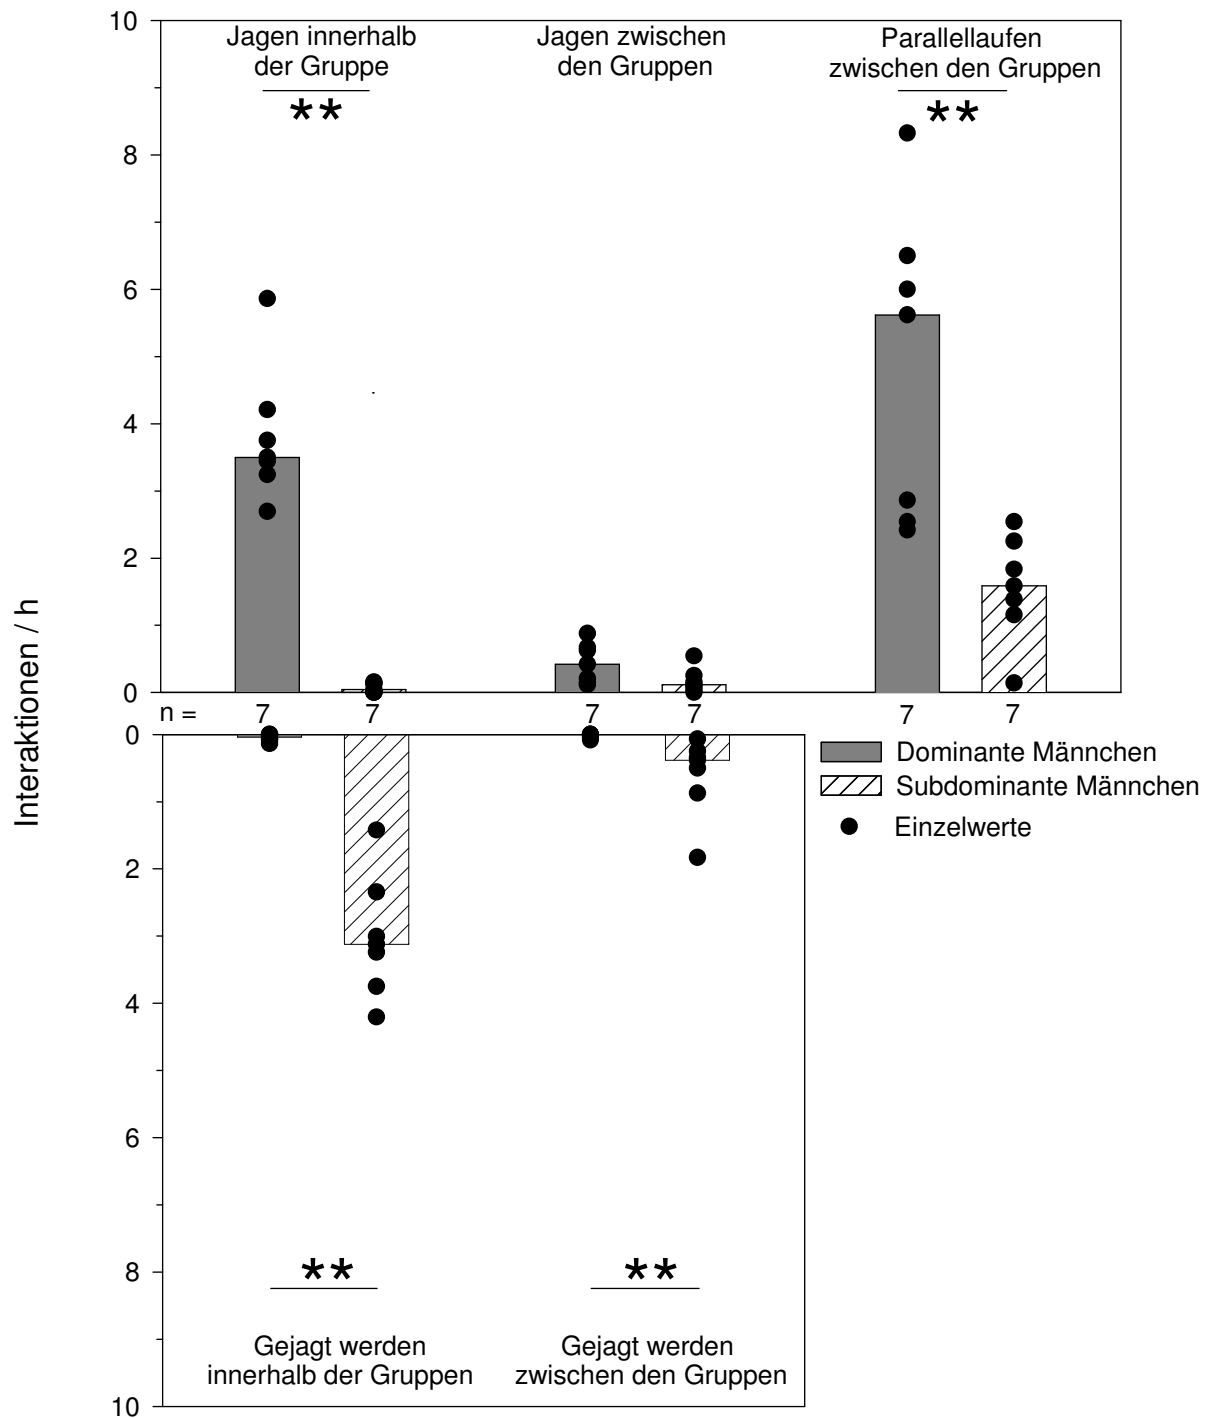 10
Jagen innerhalb
der Gruppe
**
Jagen zwischen
den Gruppen
Parallellaufen
zwischen den Gruppen
**
8
6
4
2
0
n = 7 7 7 7 7 7
0
2
4
6
8
10
Interaktionen / h
Dominante Männchen
Subdominante Männchen
Einzelwerte
**
**
Gejagt werden
innerhalb der Gruppen
Gejagt werden
zwischen den Gruppen